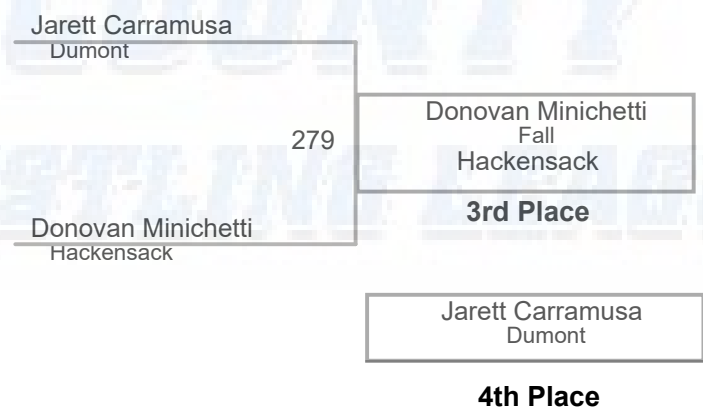 Jarett Carramusa
Dumont
279
Donovan Minichetti
Fall
Hackensack
3rd Place
Donovan Minichetti
Hackensack
Jarett Carramusa
Dumont
4th Place